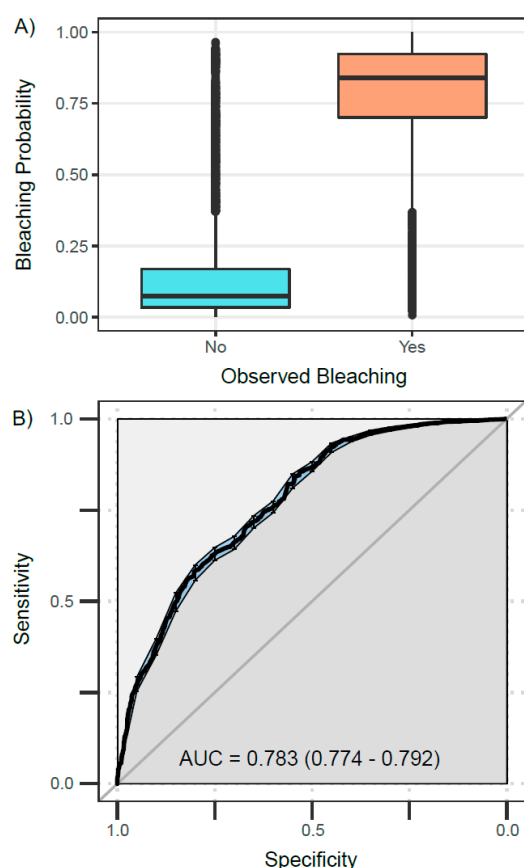 A)
Bleaching Probability
1.00
0.75
0.50
0.25
0.00
No Yes
Observed Bleaching
B)
Sensitivity
1.0
0.5
0.0
AUC = 0.783 (0.774 - 0.792)
1.0 0.5 0.0
Specificity